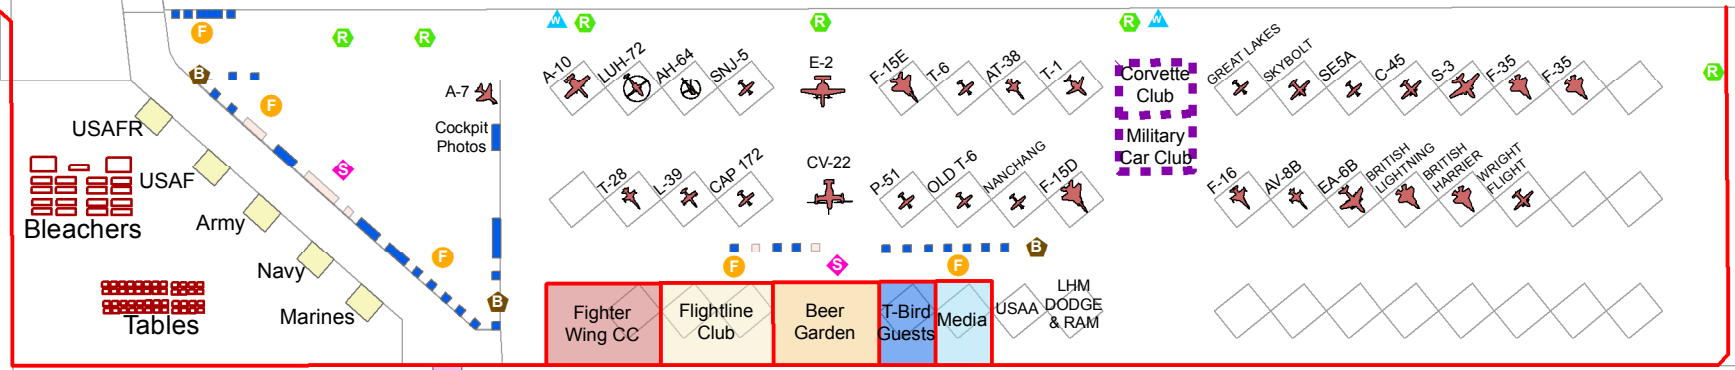 W
R
R
W
F
R
R
R
B
F
A-7
Cockpit
Photos
S
A-10
LUH-72
AH-64
SNJ-5
E-2
F-15E
T-6
AT-38
T-1
Corvette
Club
Military
Car Club
GREAT LAKES
SKYBOLT
SE5A
C-45
S-3
F-35
F-35
R
USAFR
USAF
Army
Navy
Marines
Bleachers
Tables
F
B
T-28
L-39
CAP 172
CV-22
P-51
OLD T-6
NANCHANG
F-15D
F-16
AV-8B
EA-6B
BRITISH
LIGHTNING
BRITISH
HARRIER
WRIGHT
FLIGHT
B
F
S
F
Fighter
Wing CC
Flightline
Club
Beer
Garden
T-Bird
Guests
Media
USAA
LHM
DODGE
& RAM